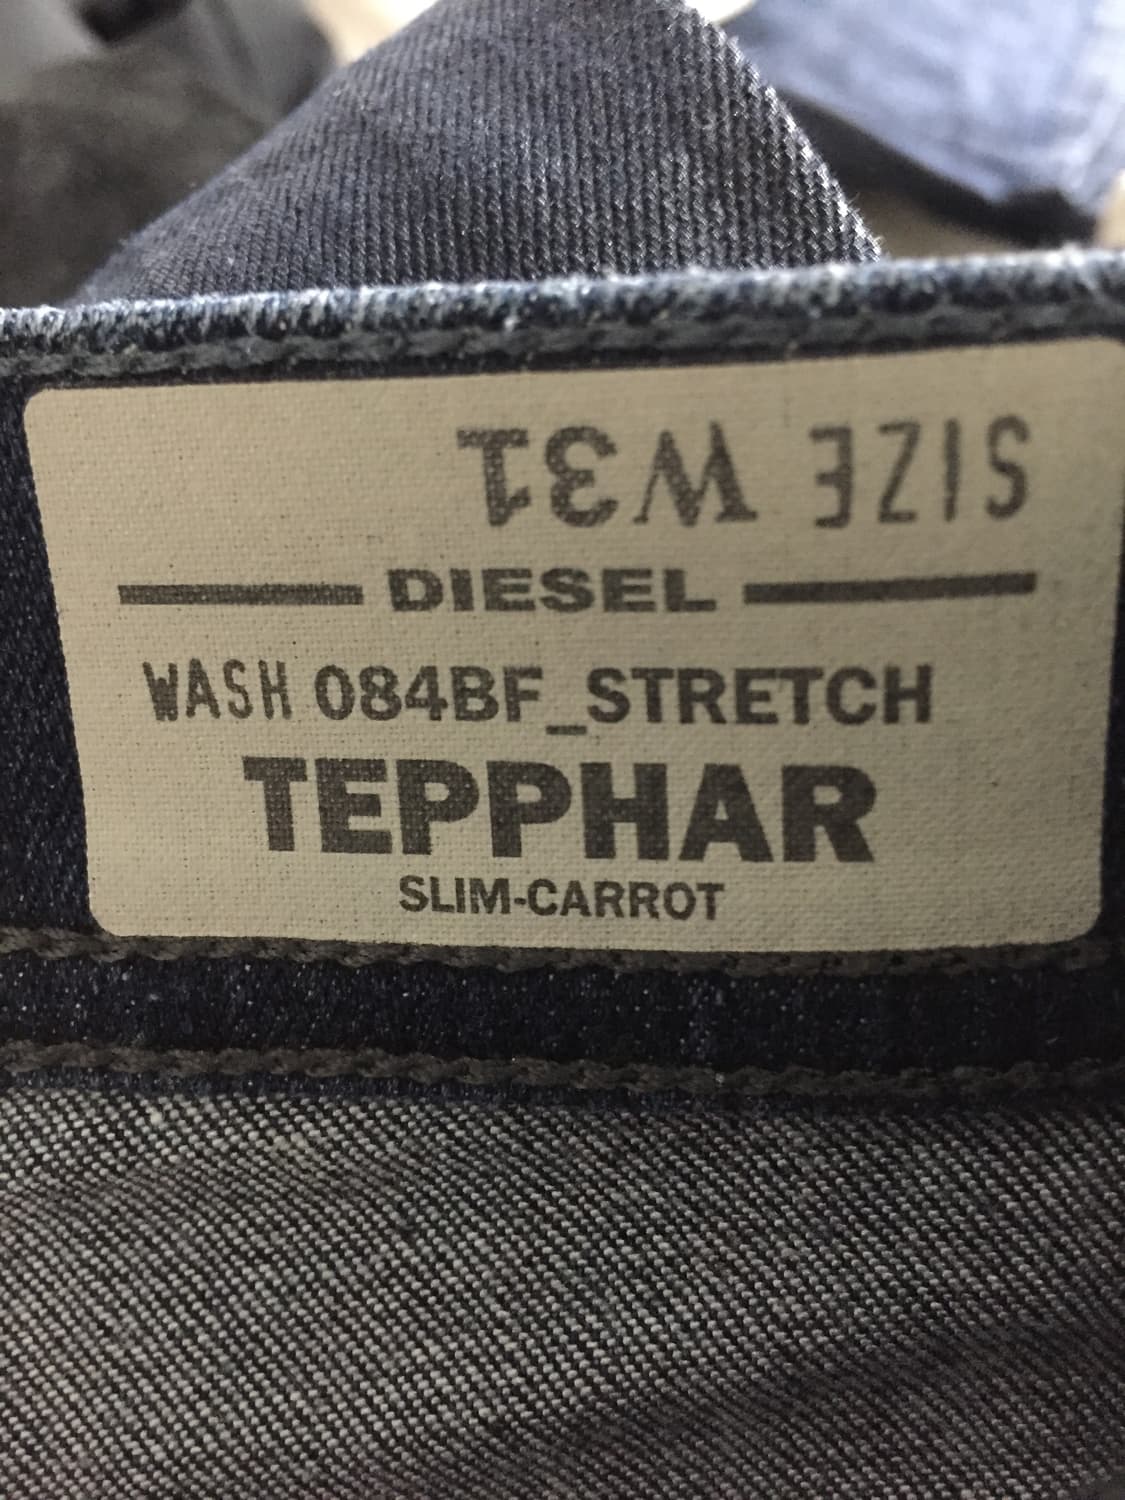 SIZE W31
DIESEL
WASH 084BF_STRETCH
TEPPHAR
SLIM-CARROT